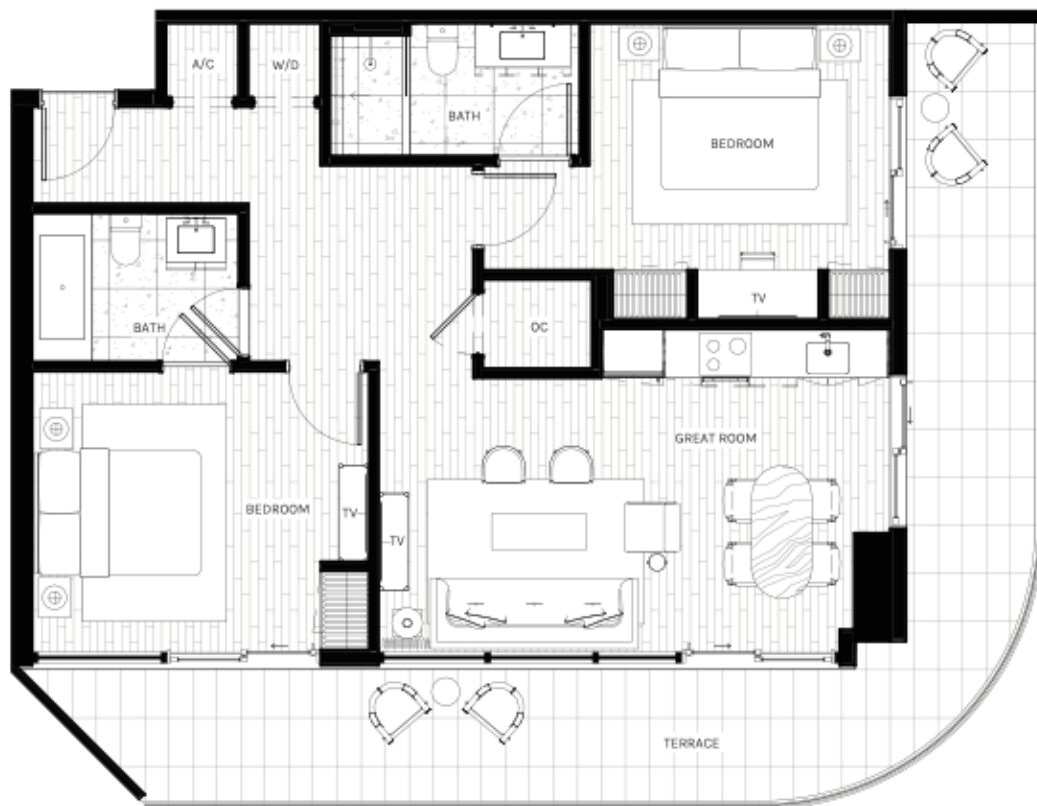 A/C
W/D
BATH
BEDROOM
TV
OC
BATH
GREAT ROOM
BEDROOM
TV
TV
TERRACE